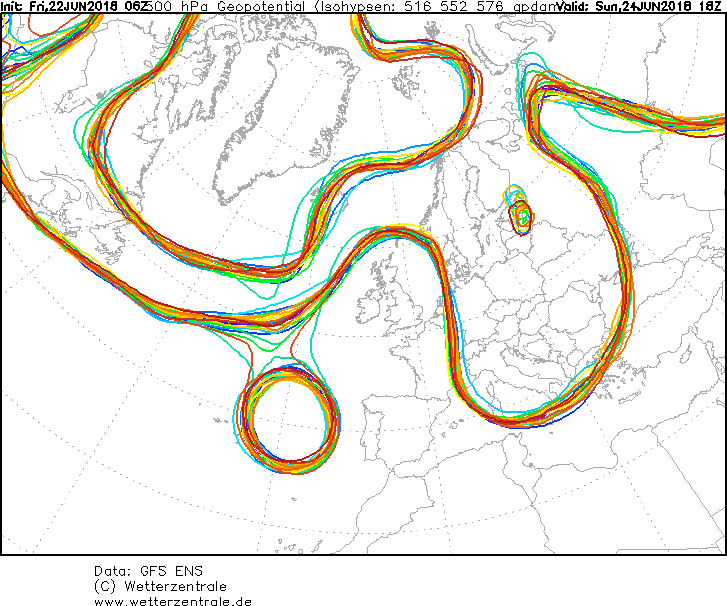 Init: Fri,22JUN2018 06Z 500 hPa Geopotential (Isohypsen: 516 552 576 gpdam) Valid: Sun,24JUN2018 18Z
Data: GFS ENS
(C) Wetterzentrale
www.wetterzentrale.de